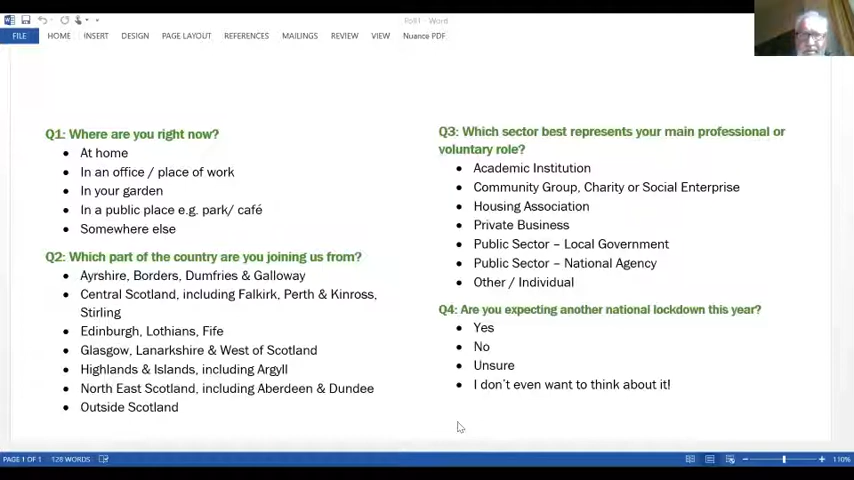 Poll1 - Word
FILE HOME INSERT DESIGN PAGE LAYOUT REFERENCES MAILINGS REVIEW VIEW Nuance PDF
Q1: Where are you right now?
• At home
• In an office / place of work
• In your garden
• In a public place e.g. park/ café
• Somewhere else
Q2: Which part of the country are you joining us from?
• Ayrshire, Borders, Dumfries & Galloway
• Central Scotland, including Falkirk, Perth & Kinross,
Stirling
• Edinburgh, Lothians, Fife
• Glasgow, Lanarkshire & West of Scotland
• Highlands & Islands, including Argyll
• North East Scotland, including Aberdeen & Dundee
• Outside Scotland
Q3: Which sector best represents your main professional or
voluntary role?
• Academic Institution
• Community Group, Charity or Social Enterprise
• Housing Association
• Private Business
• Public Sector – Local Government
• Public Sector – National Agency
• Other / Individual
Q4: Are you expecting another national lockdown this year?
• Yes
• No
• Unsure
• I don't even want to think about it!
PAGE 1 OF 1 128 WORDS 110%